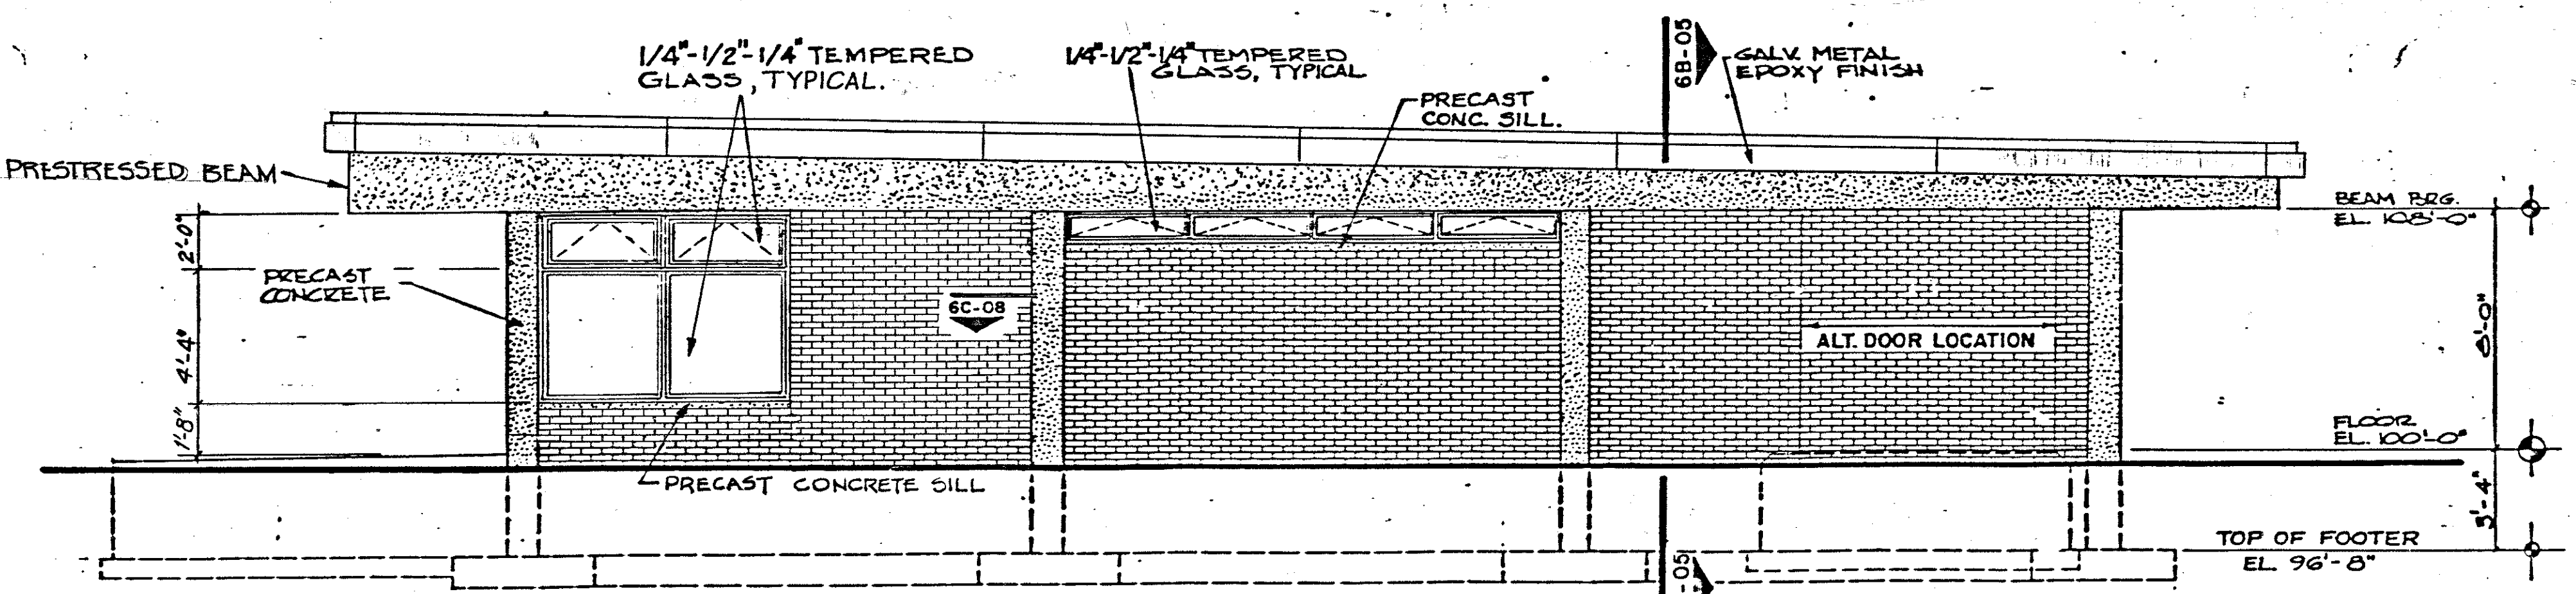 1/4"-1/2"-1/4" TEMPERED
GLASS, TYPICAL.
1/4"-1/2"-1/4" TEMPERED
GLASS, TYPICAL
6B-05
GALV. METAL
EPOXY FINISH
PRECAST
CONC. SILL.
PRESTRESSED BEAM
BEAM BRG.
EL. 108'-0"
2'-0"
PRECAST
CONCRETE
6C-08
4'-4"
ALT. DOOR LOCATION
8'-0"
1'-8"
FLOOR
EL. 100'-0"
PRECAST CONCRETE SILL
3'-4"
TOP OF FOOTER
EL 96'-8"
-05